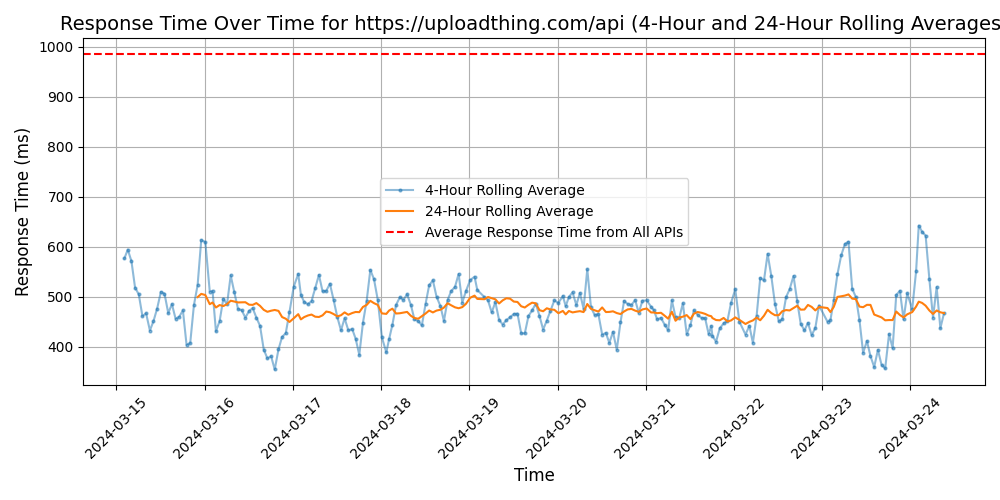 Response Time Over Time for https://uploadthing.com/api (4-Hour and 24-Hour Rolling Averages
Response Time (ms)
1000
900
800
700
600
500
400
4-Hour Rolling Average
24-Hour Rolling Average
Average Response Time from All APIs
2024-03-15
2024-03-16
2024-03-17
2024-03-18
2024-03-19
2024-03-20
2024-03-21
2024-03-22
2024-03-23
2024-03-24
Time